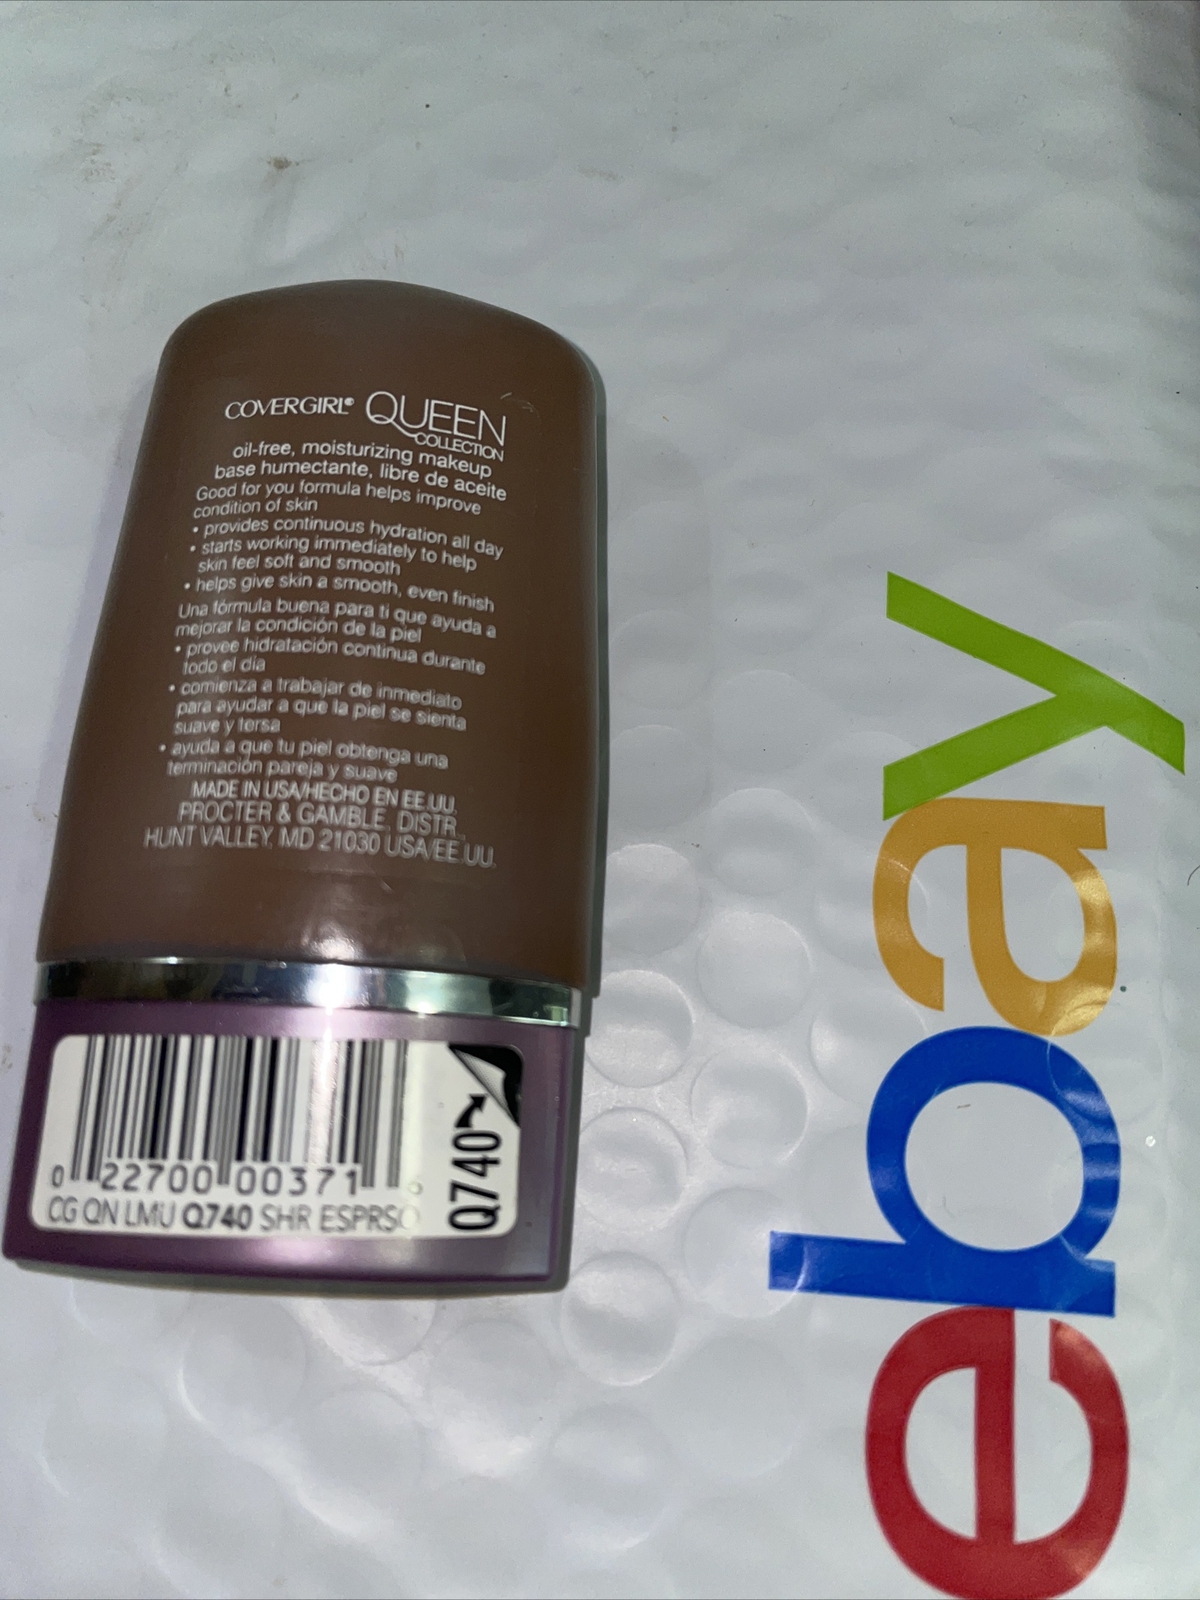 COVERGIRL® QUEEN
COLLECTION
oil-free, moisturizing makeup
base humectante, libre de aceite
Good for you formula helps improve
condition of skin
• provides continuous hydration all day
• starts working immediately to help
skin feel soft and smooth
• helps give skin a smooth, even finish
Una fórmula buena para ti que ayuda a
mejorar la condición de la piel
• provee hidratación continua durante
todo el día
• comienza a trabajar de inmediato
para ayudar a que la piel se sienta
suave y tersa
• ayuda a que tu piel obtenga una
terminación pareja y suave
MADE IN USA/HECHO EN EE.UU.
PROCTER & GAMBLE, DISTR.
HUNT VALLEY, MD 21030 USA/EE.UU.
0 22700 00371
CG QN LMU Q740 SHR ESPRSO
Q740
ebay